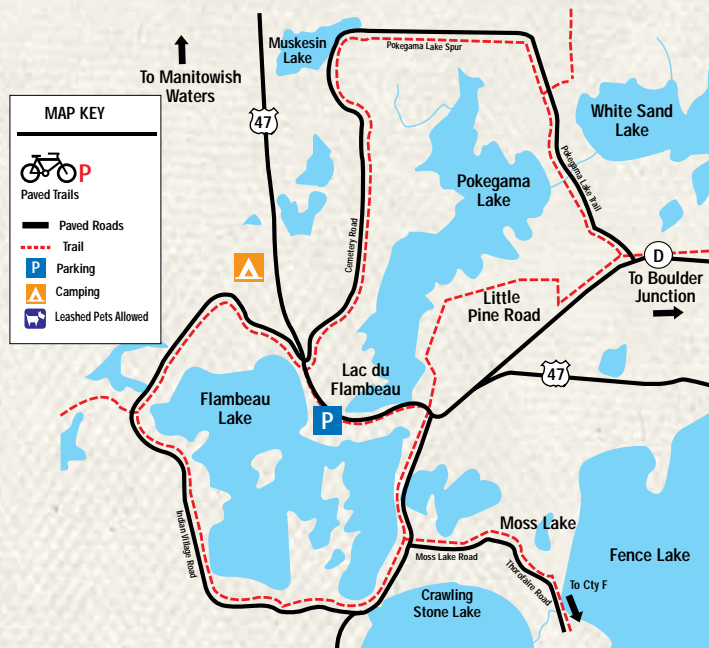 Muskesin
Lake
Pokegama Lake Spur
To Manitowish
Waters
47
White Sand
Lake
MAP KEY
P
Paved Trails
Paved Roads
Trail
P
Parking
Camping
Leashed Pets Allowed
Pokegama Lake Trail
Pokegama
Lake
Cemetery Road
D
To Boulder
Junction
Little
Pine Road
Lac du
Flambeau
47
Flambeau
Lake
P
Indian Village Road
Moss Lake
Moss Lake Road
Thorofaire Road
Fence Lake
To Cty F
Crawling
Stone Lake